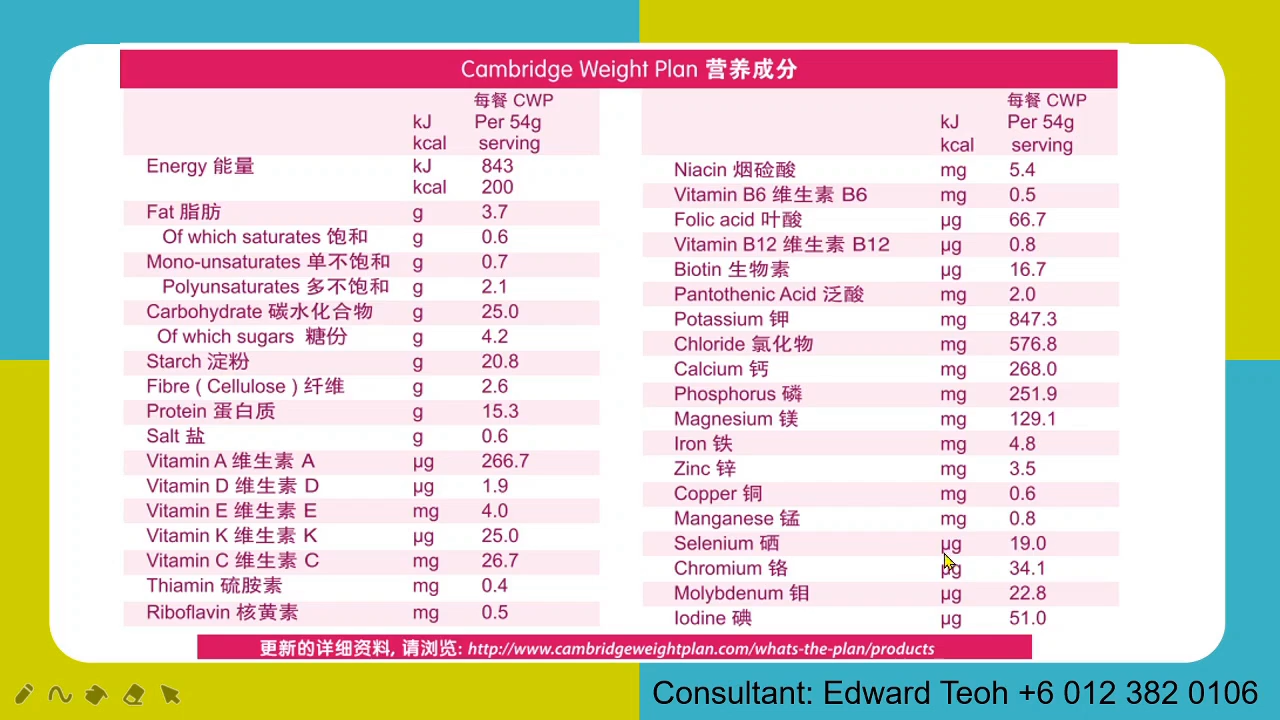 Cambridge Weight Plan 营养成分
每餐 CWP
kJ Per 54g
kcal serving
Energy 能量 kJ 843
kcal 200
Fat 脂肪 g 3.7
Of which saturates 饱和 g 0.6
Mono-unsaturates 单不饱和 g 0.7
Polyunsaturates 多不饱和 g 2.1
Carbohydrate 碳水化合物 g 25.0
Of which sugars 糖份 g 4.2
Starch 淀粉 g 20.8
Fibre ( Cellulose ) 纤维 g 2.6
Protein 蛋白质 g 15.3
Salt 盐 g 0.6
Vitamin A 维生素 A µg 266.7
Vitamin D 维生素 D µg 1.9
Vitamin E 维生素 E mg 4.0
Vitamin K 维生素 K µg 25.0
Vitamin C 维生素 C mg 26.7
Thiamin 硫胺素 mg 0.4
Riboflavin 核黄素 mg 0.5
每餐 CWP
kJ Per 54g
kcal serving
Niacin 烟硷酸 mg 5.4
Vitamin B6 维生素 B6 mg 0.5
Folic acid 叶酸 µg 66.7
Vitamin B12 维生素 B12 µg 0.8
Biotin 生物素 µg 16.7
Pantothenic Acid 泛酸 mg 2.0
Potassium 钾 mg 847.3
Chloride 氯化物 mg 576.8
Calcium 钙 mg 268.0
Phosphorus 磷 mg 251.9
Magnesium 镁 mg 129.1
Iron 铁 mg 4.8
Zinc 锌 mg 3.5
Copper 铜 mg 0.6
Manganese 锰 mg 0.8
Selenium 硒 µg 19.0
Chromium 铬 µg 34.1
Molybdenum 钼 µg 22.8
Iodine 碘 µg 51.0
更新的详细资料, 请浏览: http://www.cambridgeweightplan.com/whats-the-plan/products
Consultant: Edward Teoh +6 012 382 0106